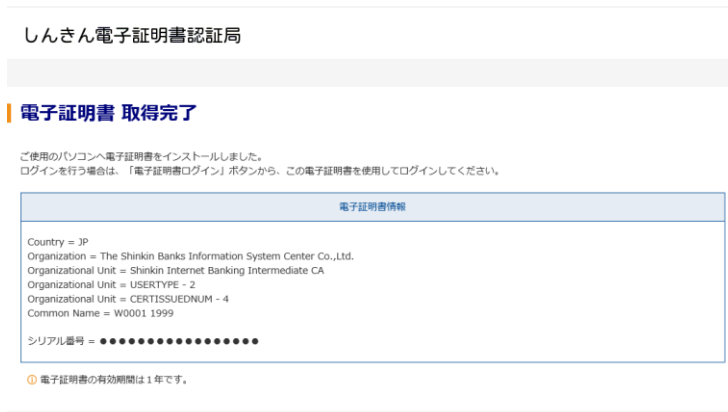 しんきん電子証明書認証局
電子証明書 取得完了
ご使用のパソコンへ電子証明書をインストールしました。
ログインを行う場合は、「電子証明書ログイン」ボタンから、この電子証明書を使用してログインしてください。
電子証明書情報
Country = JP
Organization = The Shinkin Banks Information System Center Co.,Ltd.
Organizational Unit = Shinkin Internet Banking Intermediate CA
Organizational Unit = USERTYPE - 2
Organizational Unit = CERTISSUEDNUM - 4
Common Name = W0001 1999
シリアル番号 = ●●●●●●●●●●●●●●●●●
電子証明書の有効期間は１年です。